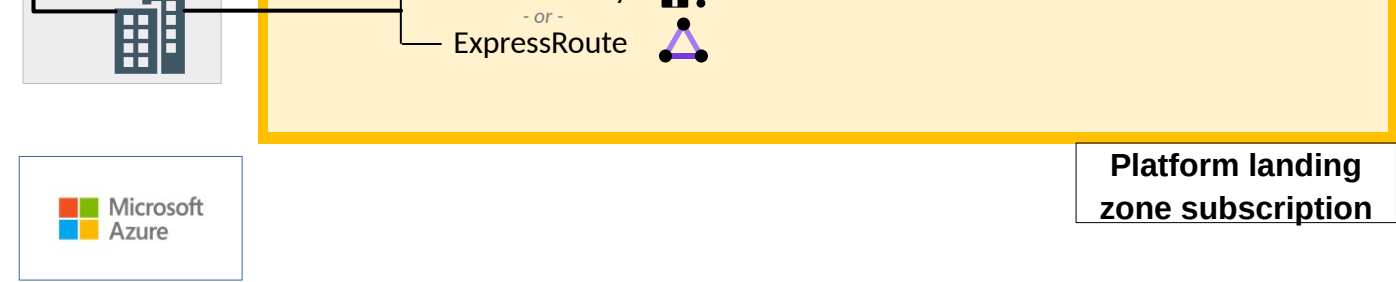 - or -
ExpressRoute
Platform landing
zone subscription
Microsoft
Azure